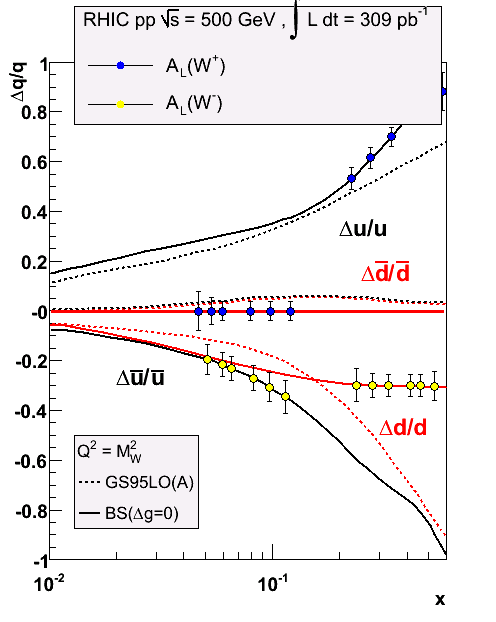 RHIC pp √s = 500 GeV , ∫ L dt = 309 pb⁻¹
A_L(W⁺)
A_L(W⁻)
Δq/q
1
0.8
0.6
0.4
0.2
-0
-0.2
-0.4
-0.6
-0.8
-1
Δu/u
Δd̅/d̅
Δu̅/u̅
Δd/d
Q² = M²_W
GS95LO(A)
BS(Δg=0)
10⁻²
10⁻¹
x